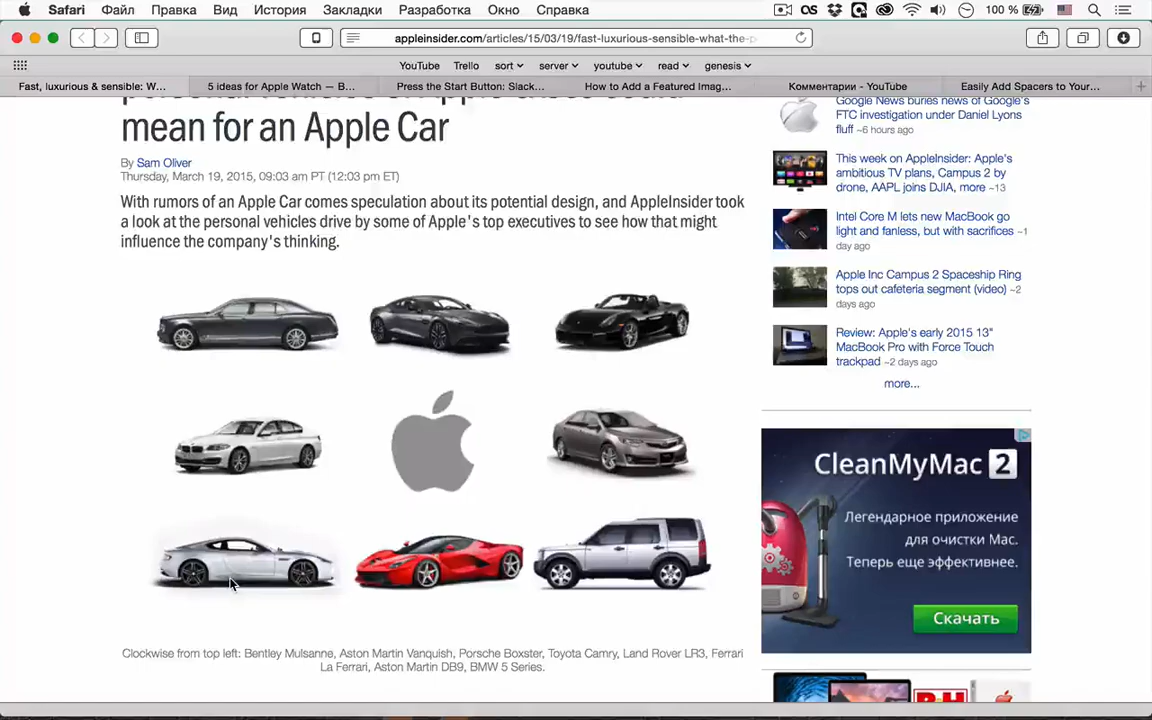 Safari Файл Правка Вид История Закладки Разработка Окно Справка 100 %
appleinsider.com/articles/15/03/19/fast-luxurious-sensible-what-the-
YouTube Trello sort server youtube read genesis
Fast, luxurious & sensible: W... 5 ideas for Apple Watch — B... Press the Start Button: Slack... How to Add a Featured Imag... Комментарии - YouTube Easily Add Spacers to Your...
mean for an Apple Car
By Sam Oliver
Thursday, March 19, 2015, 09:03 am PT (12:03 pm ET)
With rumors of an Apple Car comes speculation about its potential design, and AppleInsider took
a look at the personal vehicles drive by some of Apple's top executives to see how that might
influence the company's thinking.
Clockwise from top left: Bentley Mulsanne, Aston Martin Vanquish, Porsche Boxster, Toyota Camry, Land Rover LR3, Ferrari
La Ferrari, Aston Martin DB9, BMW 5 Series.
Google News buries news of Google's
FTC investigation under Daniel Lyons
fluff ~6 hours ago
This week on AppleInsider: Apple's
ambitious TV plans, Campus 2 by
drone, AAPL joins DJIA, more ~13
Intel Core M lets new MacBook go
light and fanless, but with sacrifices ~1
day ago
Apple Inc Campus 2 Spaceship Ring
tops out cafeteria segment (video) ~2
days ago
Review: Apple's early 2015 13"
MacBook Pro with Force Touch
trackpad ~2 days ago
more...
CleanMyMac 2
Легендарное приложение
для очистки Mac.
Теперь еще эффективнее.
Скачать
B&H